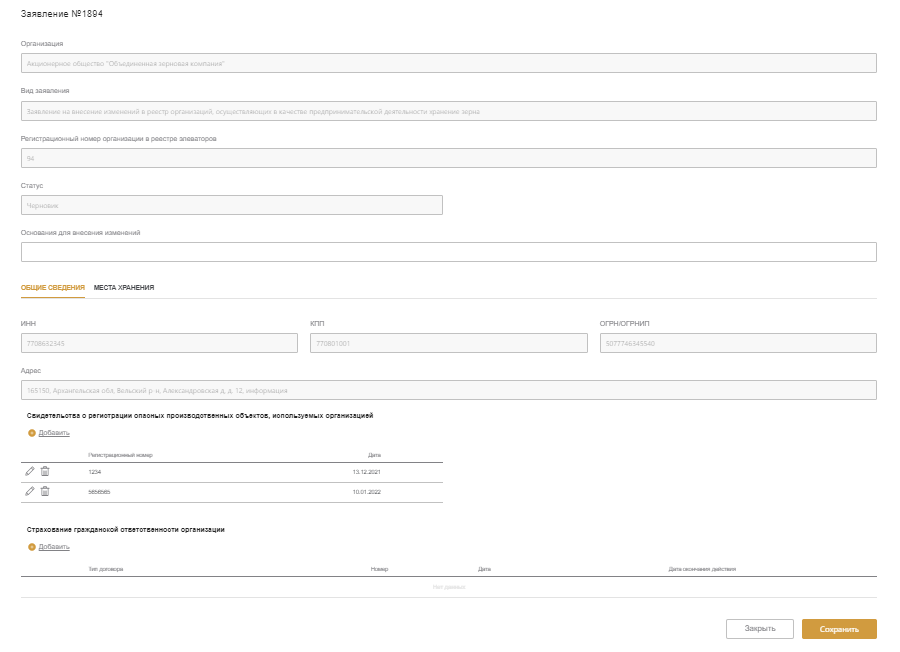 Заявление №1894
Организация
Акционерное общество "Объединенная зерновая компания"
Вид заявления
Заявление на внесение изменений в реестр организаций, осуществляющих в качестве предпринимательской деятельности хранение зерна
Регистрационный номер организации в реестре элеваторов
94
Статус
Черновик
Основания для внесения изменений
ОБЩИЕ СВЕДЕНИЯ МЕСТА ХРАНЕНИЯ
ИНН КПП ОГРН/ОГРНИП
7708632345 770801001 5077746345540
Адрес
165150, Архангельская обл, Вельский р-н, Александровская д, д. 12, информация
Свидетельства о регистрации опасных производственных объектов, используемых организацией
Добавить
Регистрационный номер Дата
1234 13.12.2021
5656565 10.01.2022
Страхование гражданской ответственности организации
Добавить
Тип договора Номер Дата Дата окончания действия
Нет данных
Закрыть Сохранить